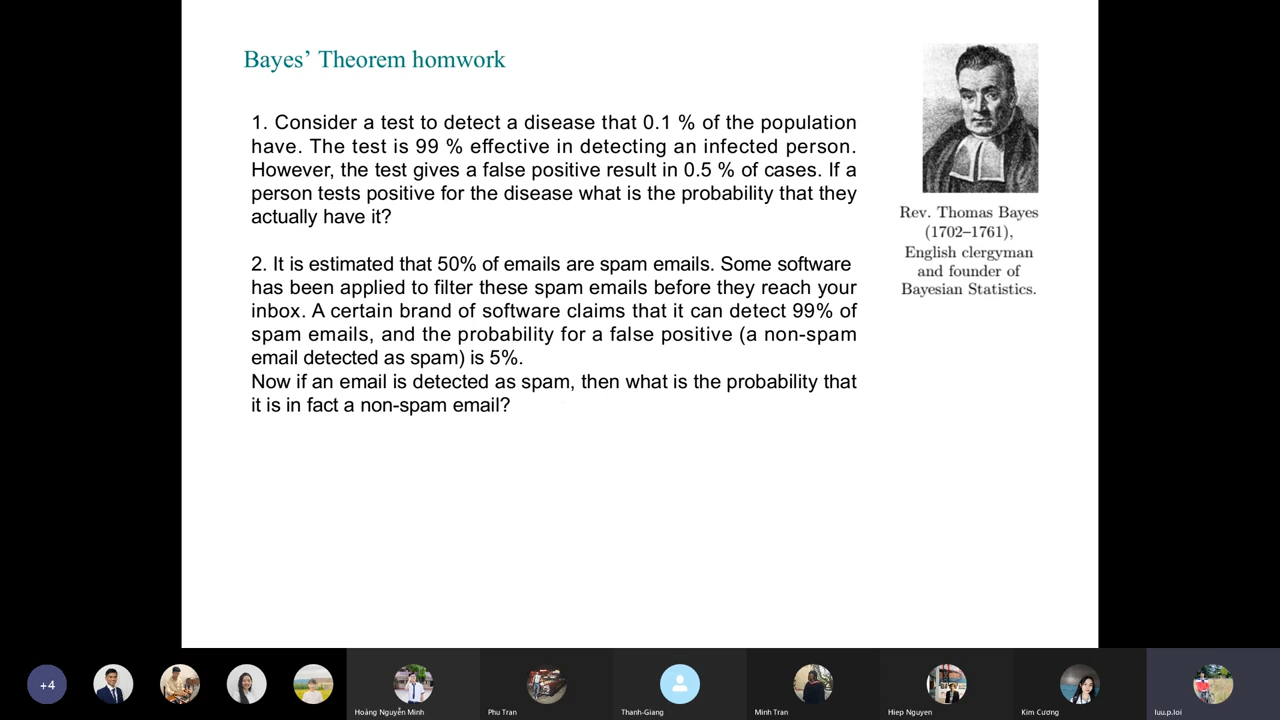 Bayes’ Theorem homwork
1. Consider a test to detect a disease that 0.1 % of the population
have. The test is 99 % effective in detecting an infected person.
However, the test gives a false positive result in 0.5 % of cases. If a
person tests positive for the disease what is the probability that they
actually have it?
2. It is estimated that 50% of emails are spam emails. Some software
has been applied to filter these spam emails before they reach your
inbox. A certain brand of software claims that it can detect 99% of
spam emails, and the probability for a false positive (a non-spam
email detected as spam) is 5%.
Now if an email is detected as spam, then what is the probability that
it is in fact a non-spam email?
Rev. Thomas Bayes
(1702–1761),
English clergyman
and founder of
Bayesian Statistics.
+4
Hoảng Nguyễn Minh
Phu Tran
Thanh-Giang
Minh Tran
Hiep Nguyen
Kim Cương
luu.p.loi